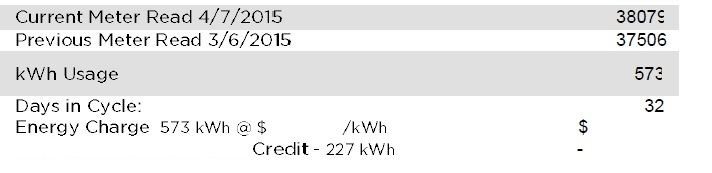 Current Meter Read 4/7/2015 38079
Previous Meter Read 3/6/2015 37506
kWh Usage 573
Days in Cycle: 32
Energy Charge 573 kWh @ $ /kWh $
Credit - 227 kWh -